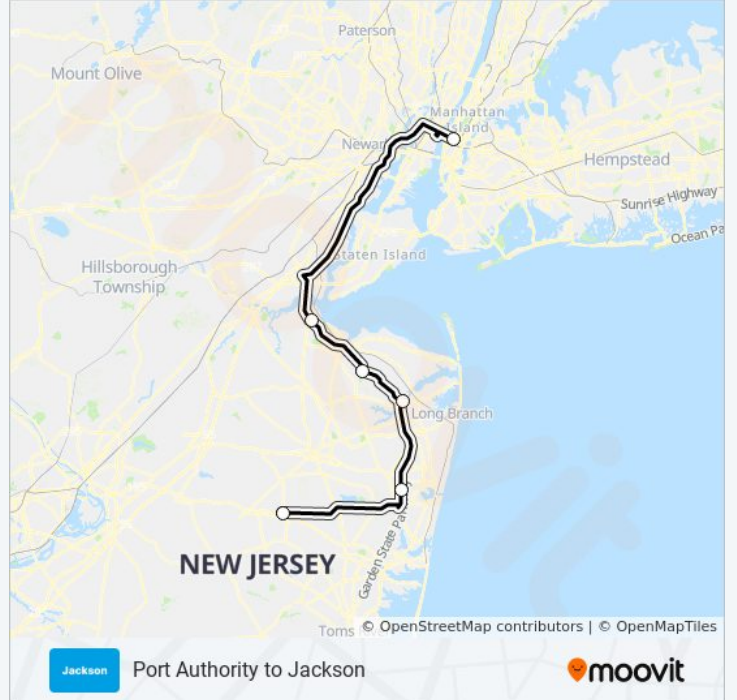 Paterson
Mount Olive
Manhattan
Island
Newar
Hempstead
Sunrise Highway
Ocean Pa
Staten Island
Hillsborough
Township
Long Branch
NEW JERSEY
Garden State Pa
Toms
© OpenStreetMap contributors | © OpenMapTiles
Jackson
Port Authority to Jackson
moovit